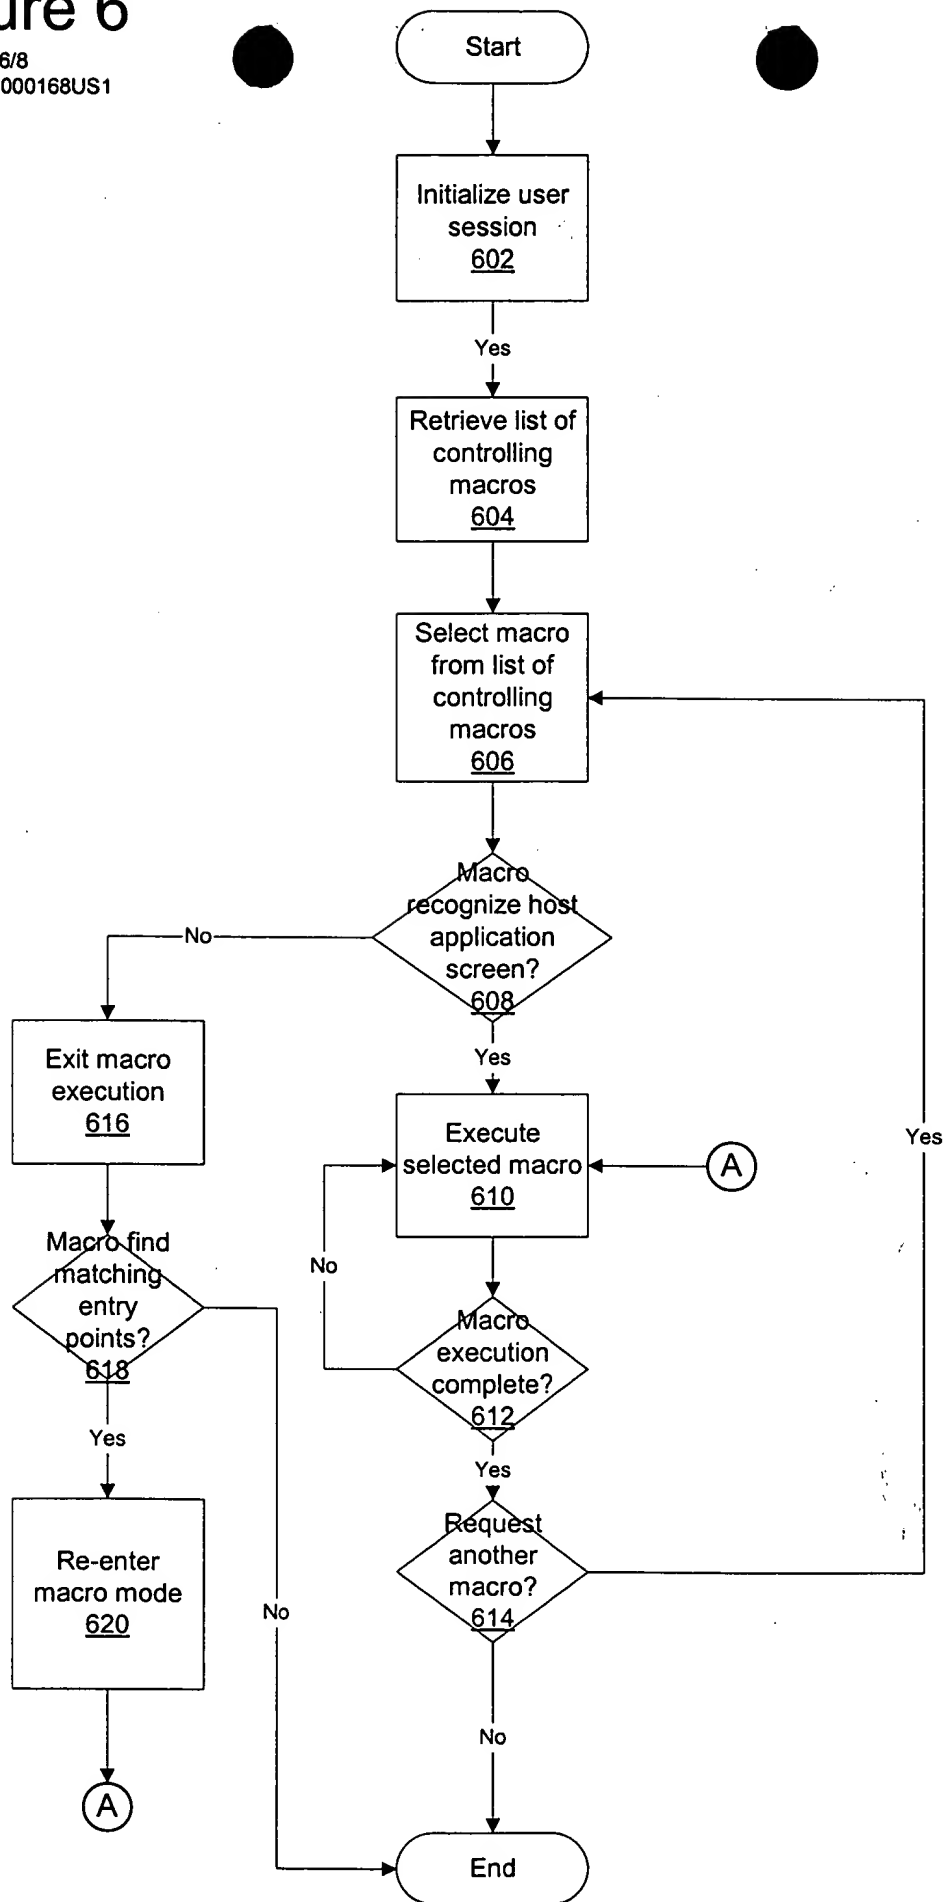 ure 6
6/8
000168US1
Start
Initialize user
session
602
Yes
Retrieve list of
controlling
macros
604
Select macro
from list of
controlling
macros
606
Macro
recognize host
application
screen?
608
No
Yes
Exit macro
execution
616
Execute
selected macro
610
A
Yes
Macro find
matching
entry
points?
618
No
Macro
execution
complete?
612
Yes
Yes
Request
another
macro?
614
Re-enter
macro mode
620
No
No
A
End